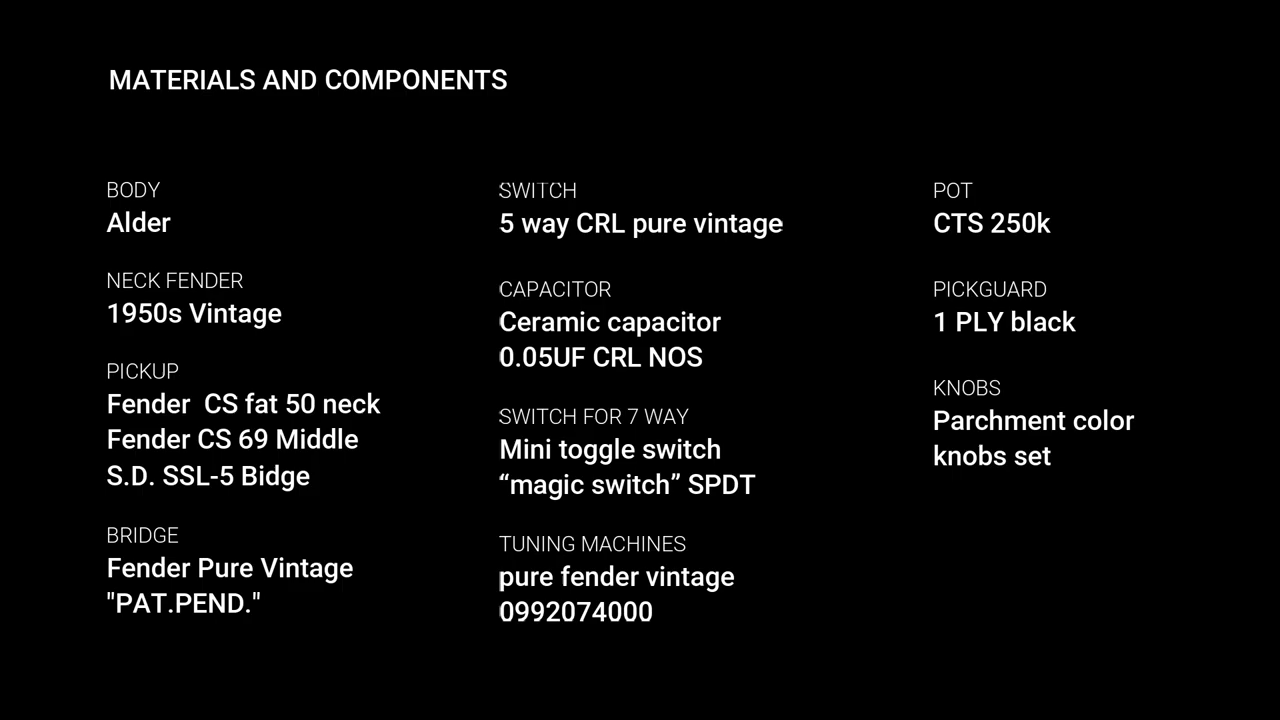 MATERIALS AND COMPONENTS
BODY
Alder
NECK FENDER
1950s Vintage
PICKUP
Fender  CS fat 50 neck
Fender CS 69 Middle
S.D. SSL-5 Bidge
BRIDGE
Fender Pure Vintage
"PAT.PEND."
SWITCH
5 way CRL pure vintage
CAPACITOR
Ceramic capacitor
0.05UF CRL NOS
SWITCH FOR 7 WAY
Mini toggle switch
“magic switch” SPDT
TUNING MACHINES
pure fender vintage
0992074000
POT
CTS 250k
PICKGUARD
1 PLY black
KNOBS
Parchment color
knobs set